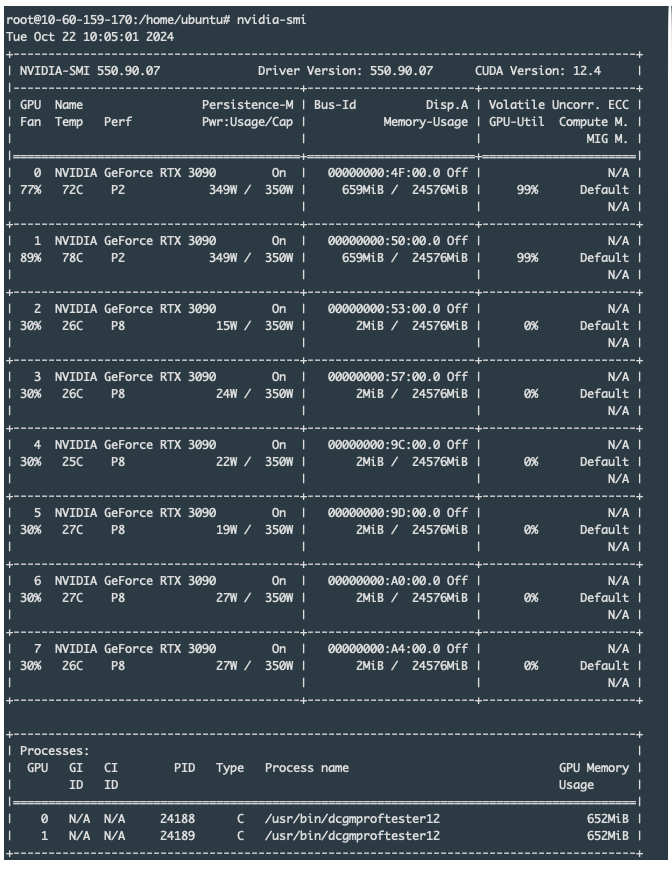 root@10-60-159-170:/home/ubuntu# nvidia-smi
Tue Oct 22 10:05:01 2024
+-----------------------------------------------------------------------------------------+
| NVIDIA-SMI 550.90.07              Driver Version: 550.90.07      CUDA Version: 12.4     |
|-----------------------------------------+------------------------+----------------------+
| GPU  Name                 Persistence-M | Bus-Id          Disp.A | Volatile Uncorr. ECC |
| Fan  Temp   Perf          Pwr:Usage/Cap |           Memory-Usage | GPU-Util  Compute M. |
|                                         |                        |               MIG M. |
|=========================================+========================+======================|
|   0  NVIDIA GeForce RTX 3090        On  |   00000000:4F:00.0 Off |                  N/A |
| 77%   72C    P2             349W /  350W |     659MiB /  24576MiB |     99%      Default |
|                                         |                        |                  N/A |
+-----------------------------------------+------------------------+----------------------+
|   1  NVIDIA GeForce RTX 3090        On  |   00000000:50:00.0 Off |                  N/A |
| 89%   78C    P2             349W /  350W |     659MiB /  24576MiB |     99%      Default |
|                                         |                        |                  N/A |
+-----------------------------------------+------------------------+----------------------+
|   2  NVIDIA GeForce RTX 3090        On  |   00000000:53:00.0 Off |                  N/A |
| 30%   26C    P8              15W /  350W |       2MiB /  24576MiB |      0%      Default |
|                                         |                        |                  N/A |
+-----------------------------------------+------------------------+----------------------+
|   3  NVIDIA GeForce RTX 3090        On  |   00000000:57:00.0 Off |                  N/A |
| 30%   26C    P8              24W /  350W |       2MiB /  24576MiB |      0%      Default |
|                                         |                        |                  N/A |
+-----------------------------------------+------------------------+----------------------+
|   4  NVIDIA GeForce RTX 3090        On  |   00000000:9C:00.0 Off |                  N/A |
| 30%   25C    P8              22W /  350W |       2MiB /  24576MiB |      0%      Default |
|                                         |                        |                  N/A |
+-----------------------------------------+------------------------+----------------------+
|   5  NVIDIA GeForce RTX 3090        On  |   00000000:9D:00.0 Off |                  N/A |
| 30%   27C    P8              19W /  350W |       2MiB /  24576MiB |      0%      Default |
|                                         |                        |                  N/A |
+-----------------------------------------+------------------------+----------------------+
|   6  NVIDIA GeForce RTX 3090        On  |   00000000:A0:00.0 Off |                  N/A |
| 30%   27C    P8              27W /  350W |       2MiB /  24576MiB |      0%      Default |
|                                         |                        |                  N/A |
+-----------------------------------------+------------------------+----------------------+
|   7  NVIDIA GeForce RTX 3090        On  |   00000000:A4:00.0 Off |                  N/A |
| 30%   26C    P8              27W /  350W |       2MiB /  24576MiB |      0%      Default |
|                                         |                        |                  N/A |
+-----------------------------------------+------------------------+----------------------+

+-----------------------------------------------------------------------------------------+
| Processes:                                                                              |
|  GPU   GI   CI        PID   Type   Process name                              GPU Memory |
|        ID   ID                                                               Usage      |
|=========================================================================================|
|    0   N/A  N/A     24188      C   /usr/bin/dcgmproftester12                     652MiB |
|    1   N/A  N/A     24189      C   /usr/bin/dcgmproftester12                     652MiB |
+-----------------------------------------------------------------------------------------+